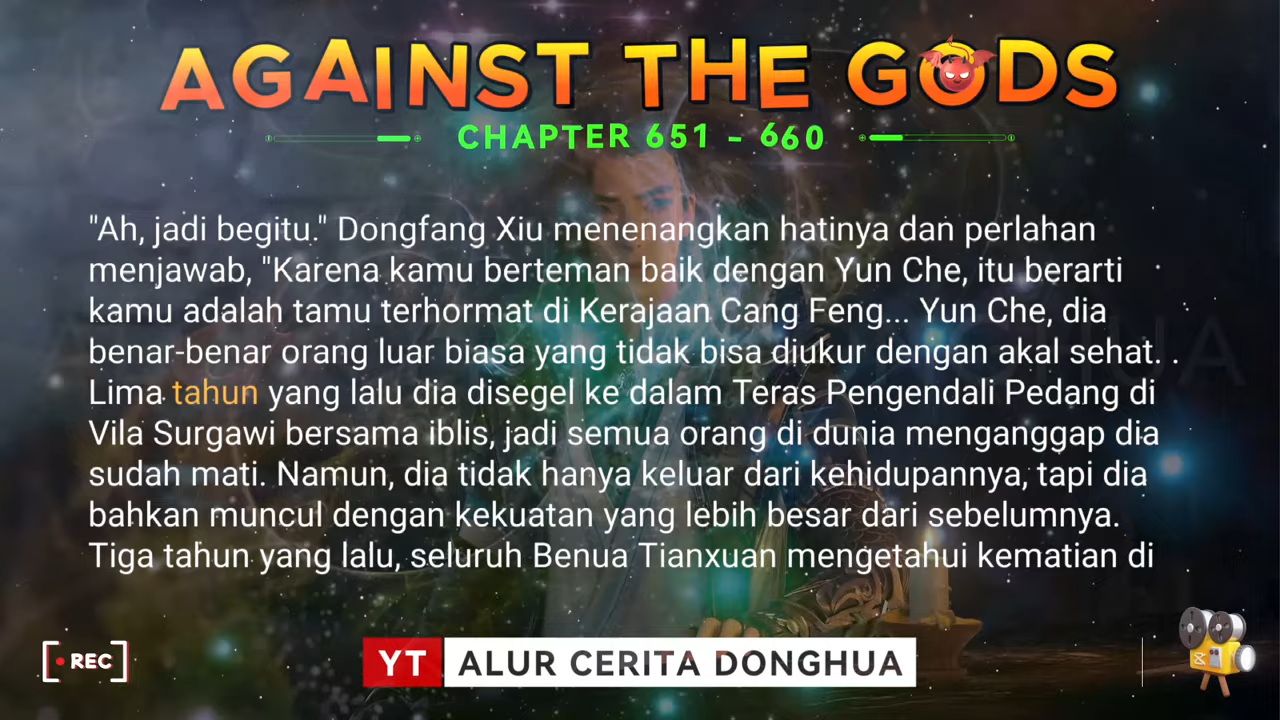 AGAINST THE GODS
CHAPTER 651 - 660
"Ah, jadi begitu." Dongfang Xiu menenangkan hatinya dan perlahan
menjawab, "Karena kamu berteman baik dengan Yun Che, itu berarti
kamu adalah tamu terhormat di Kerajaan Cang Feng... Yun Che, dia
benar-benar orang luar biasa yang tidak bisa diukur dengan akal sehat. .
Lima tahun yang lalu dia disegel ke dalam Teras Pengendali Pedang di
Vila Surgawi bersama iblis, jadi semua orang di dunia menganggap dia
sudah mati. Namun, dia tidak hanya keluar dari kehidupannya, tapi dia
bahkan muncul dengan kekuatan yang lebih besar dari sebelumnya.
Tiga tahun yang lalu, seluruh Benua Tianxuan mengetahui kematian di
REC
YT ALUR CERITA DONGHUA